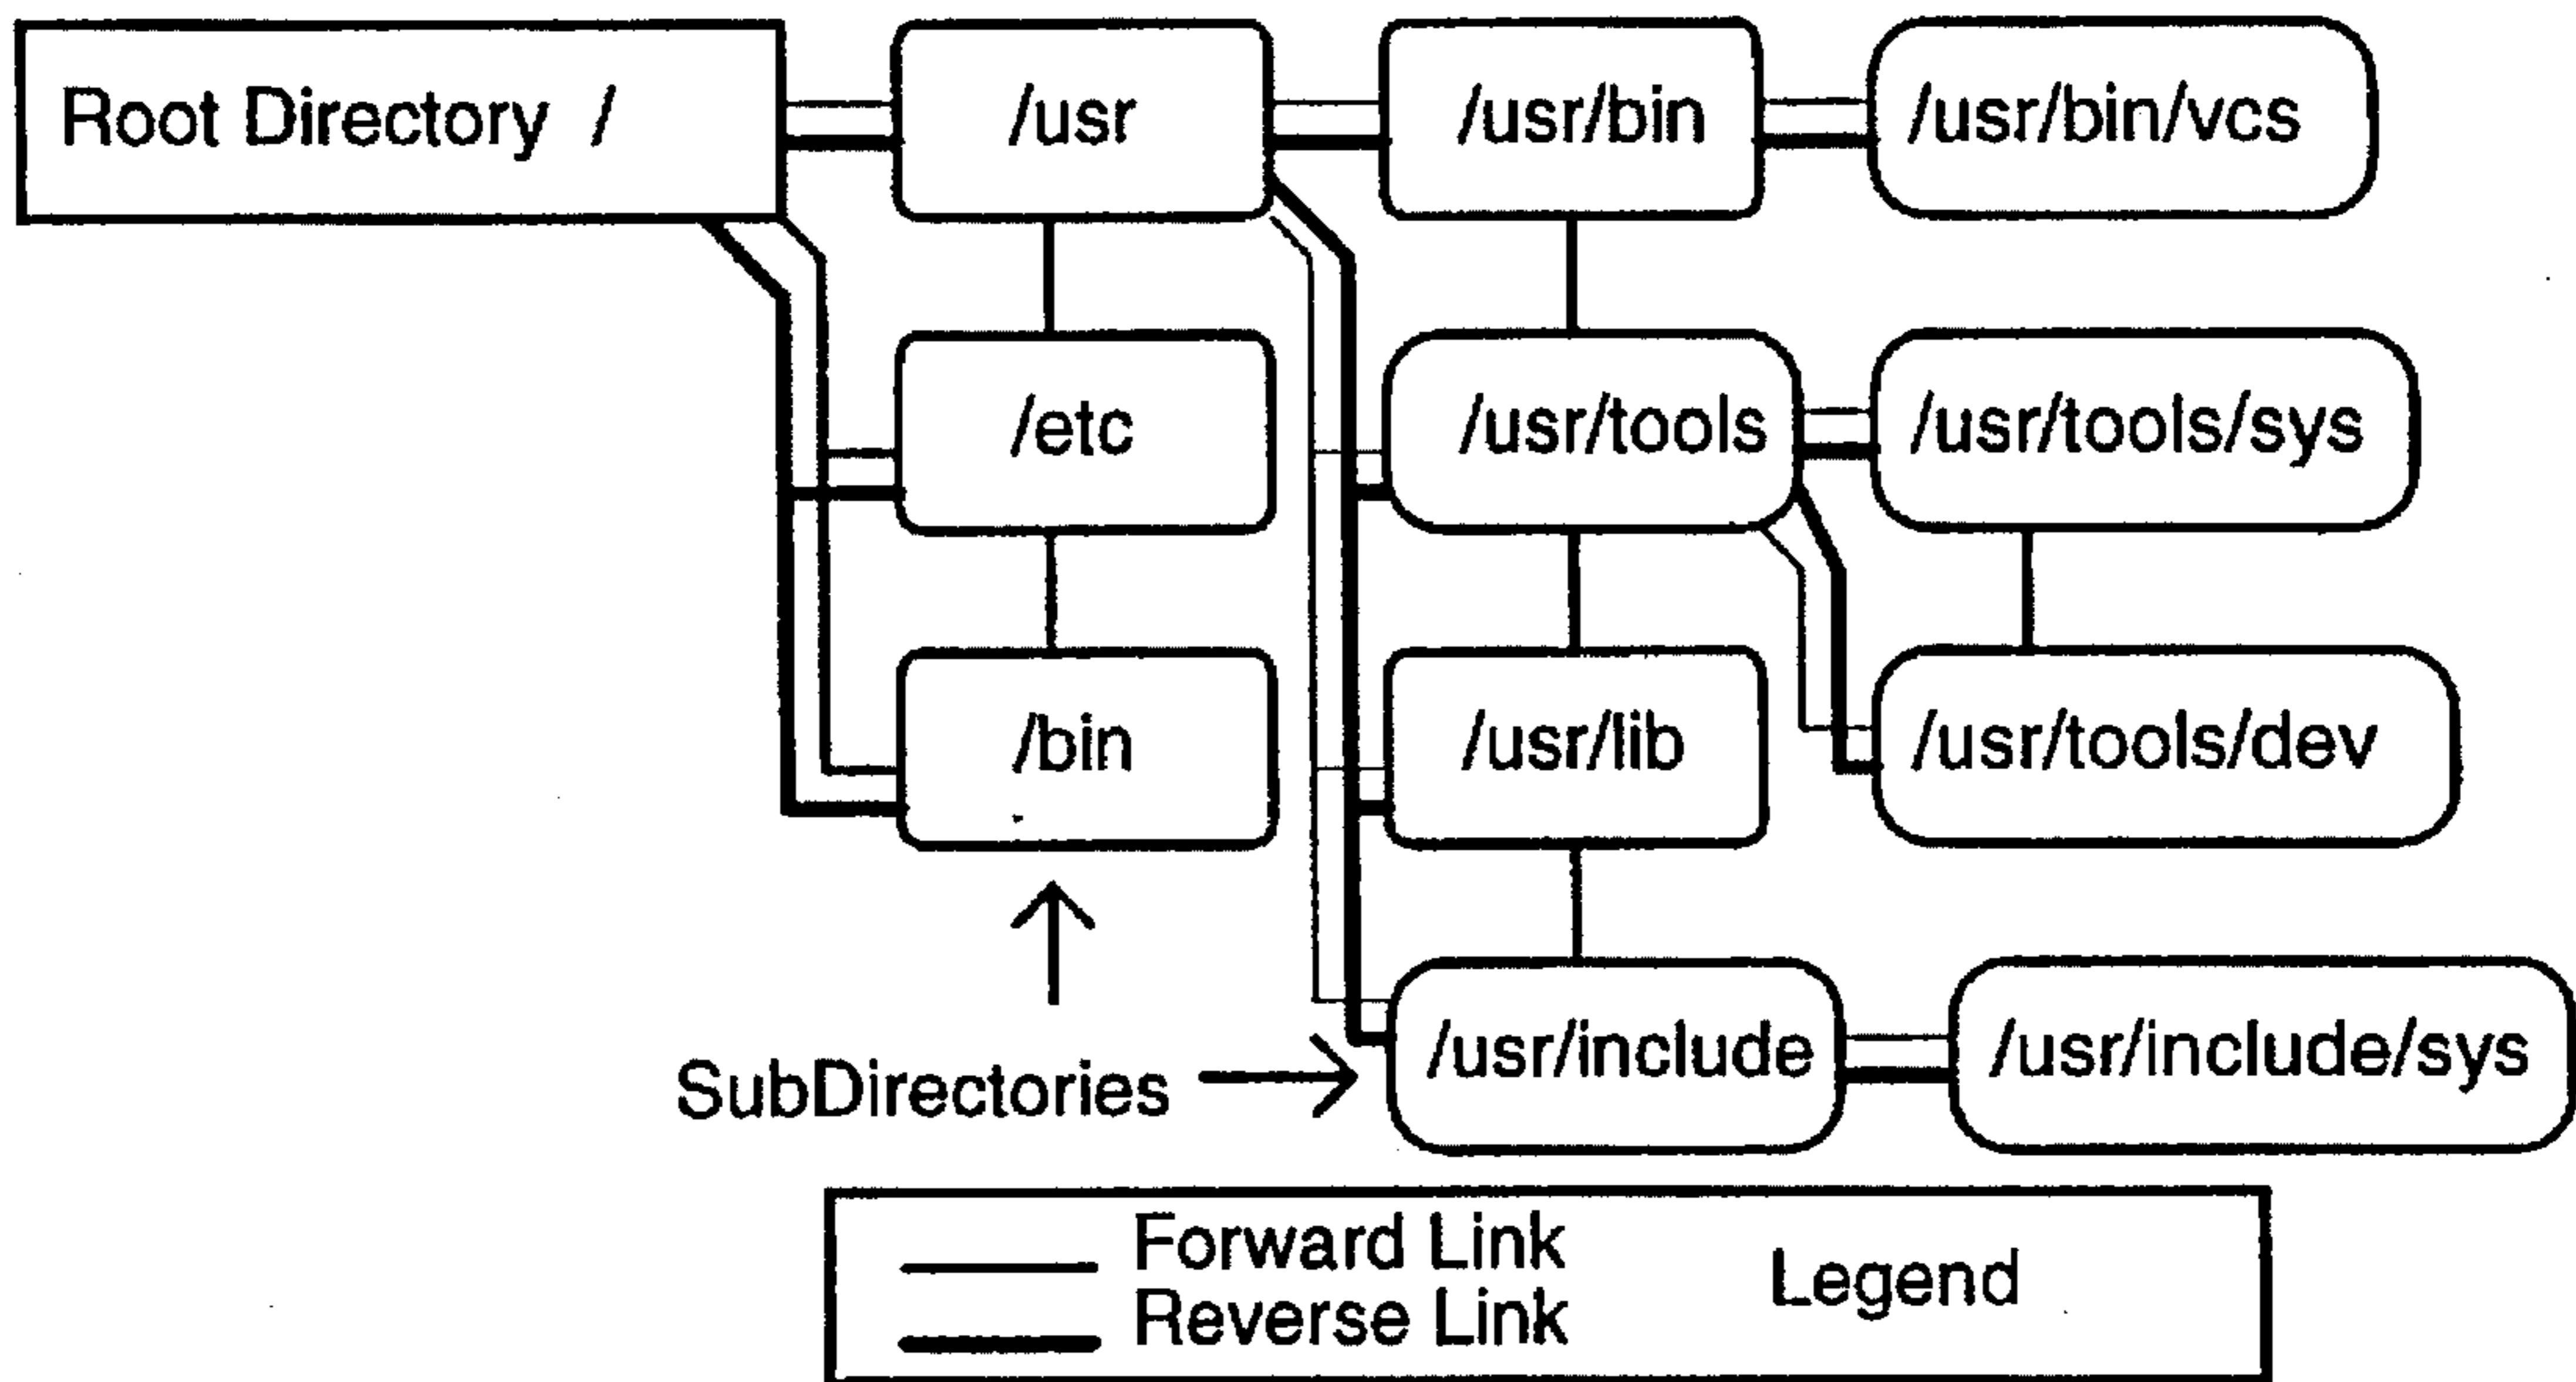 Root Directory /
/usr
/usr/bin
/usr/bin/vcs
/etc
/usr/tools
/usr/tools/sys
/bin
/usr/lib
/usr/tools/dev
SubDirectories
/usr/include
/usr/include/sys
Forward Link
Reverse Link
Legend